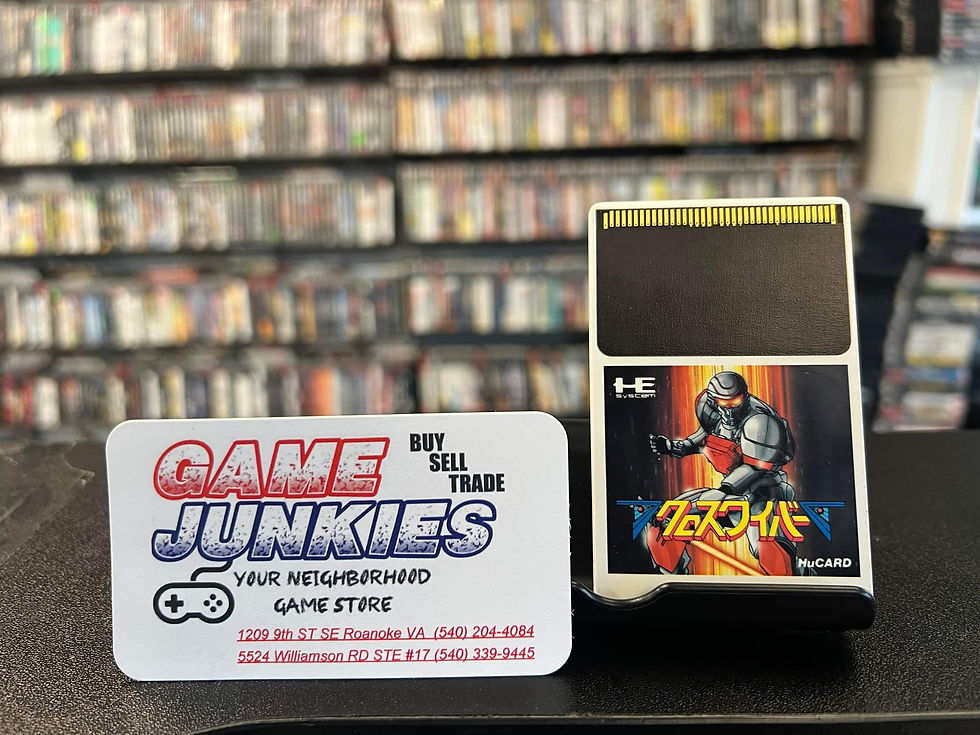 GAME
JUNKIES
BUY
SELL
TRADE
YOUR NEIGHBORHOOD
GAME STORE
1209 9th ST SE Roanoke VA (540) 204-4084
5524 Williamson RD STE #17 (540) 339-9445
HE
SYSTEM
クロスワイバー
HuCARD